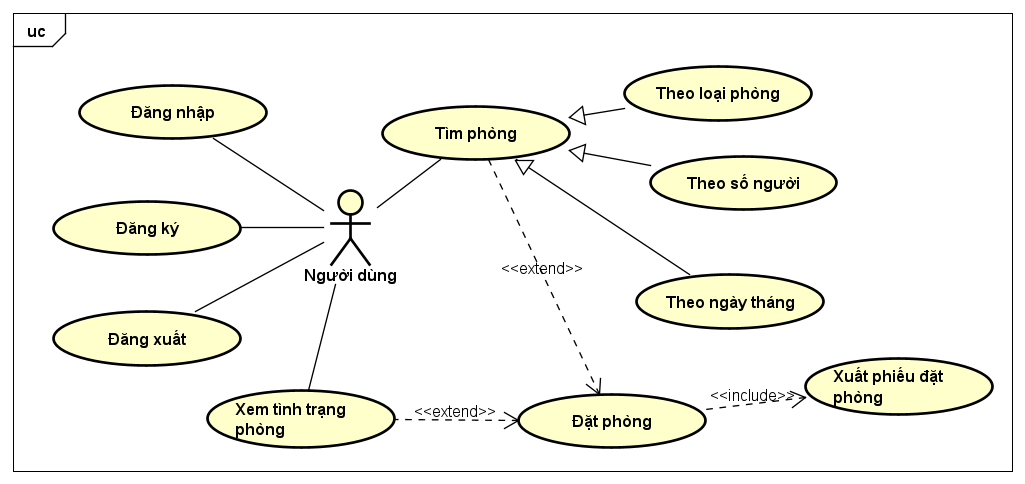 uc
Đăng nhập
Tìm phòng
Theo loại phòng
Theo số người
Đăng ký
Người dùng
<<extend>>
Theo ngày tháng
Đăng xuất
Xem tình trạng
phòng
<<extend>>
Đặt phòng
<<include>>
Xuất phiếu đặt
phòng